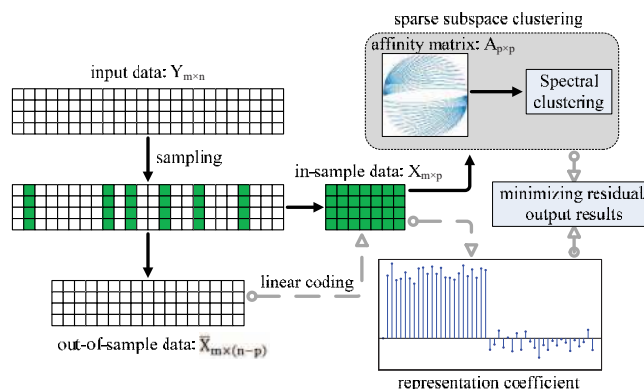 sparse subspace clustering
affinity matrix: Ap×p
input data: Ym×n
Spectral
clustering
sampling
in-sample data: Xm×p
minimizing residual
output results
linear coding
out-of-sample data: X̅m×(n-p)
representation coefficient